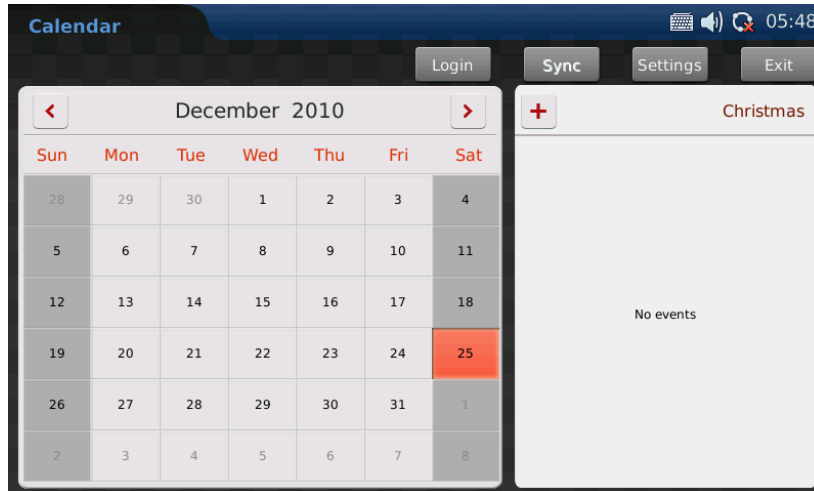 Calendar 05:48
Login Sync Settings Exit
December 2010
Christmas
Sun Mon Tue Wed Thu Fri Sat
28 29 30 1 2 3 4
5 6 7 8 9 10 11
12 13 14 15 16 17 18
No events
19 20 21 22 23 24 25
26 27 28 29 30 31 1
2 3 4 5 6 7 8